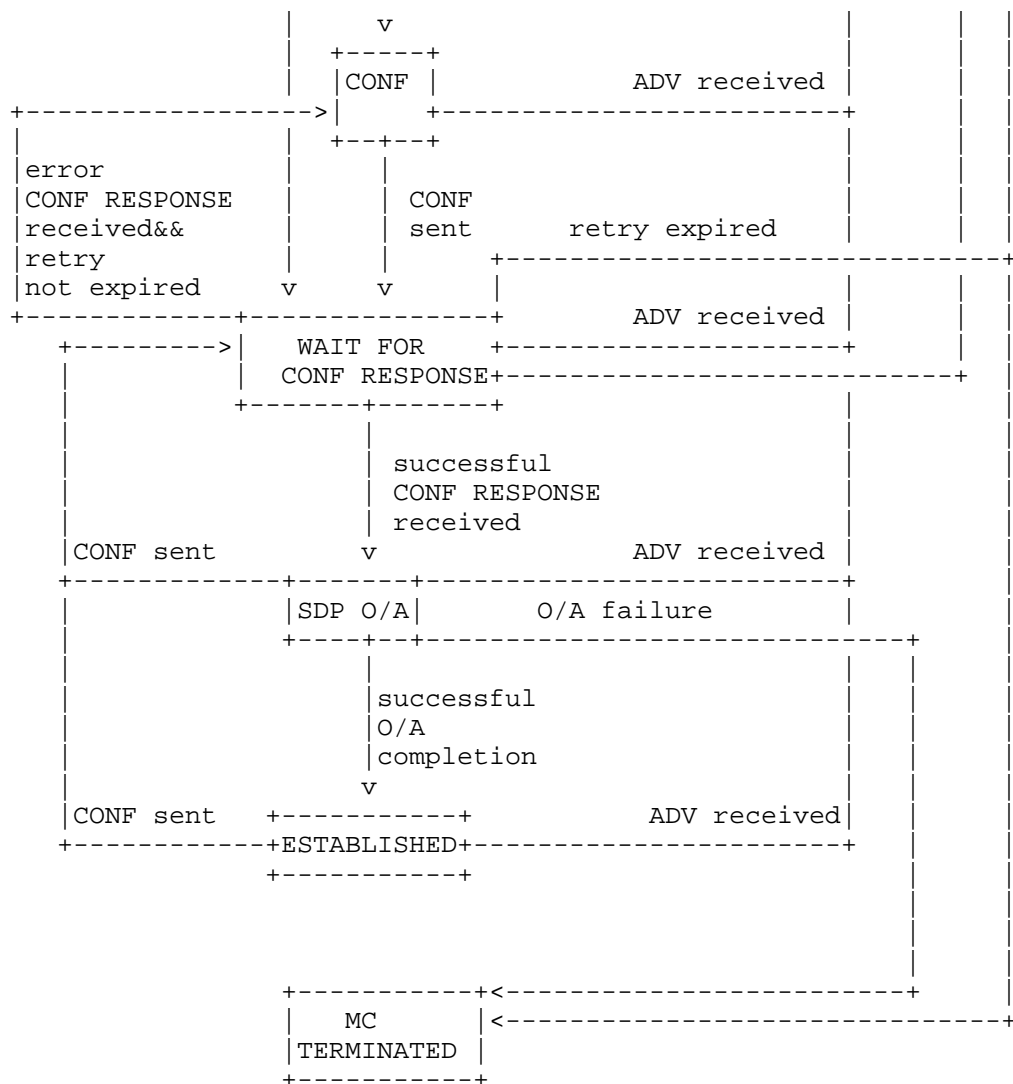 CONF
ADV received
error
CONF RESPONSE
CONF
received&&
sent
retry expired
retry
not expired
ADV received
WAIT FOR
CONF RESPONSE
successful
CONF RESPONSE
received
CONF sent
ADV received
SDP O/A
O/A failure
successful
O/A
completion
CONF sent
ADV received
ESTABLISHED
MC
TERMINATED